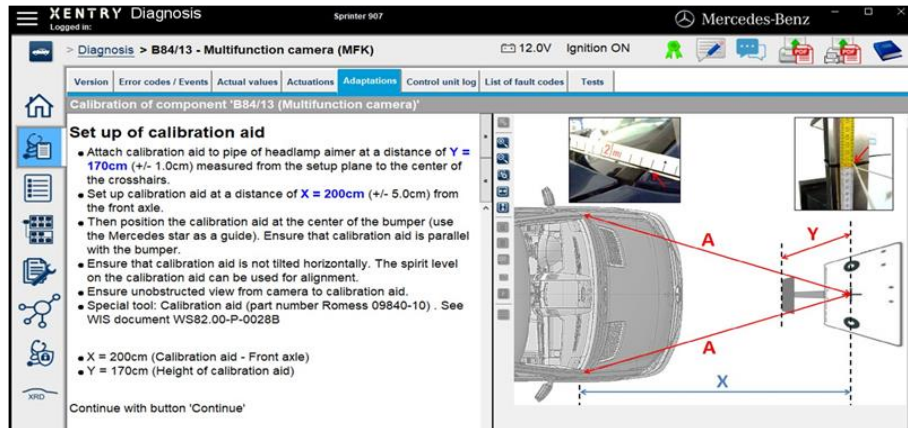 XENTRY Diagnosis
Sprinter 907
Mercedes-Benz
Logged in:
> Diagnosis > B84/13 - Multifunction camera (MFK)
12.0V
Ignition ON
PDF
PDF
Version
Error codes / Events
Actual values
Actuations
Adaptations
Control unit log
List of fault codes
Tests
Calibration of component 'B84/13 (Multifunction camera)'
Set up of calibration aid
• Attach calibration aid to pipe of headlamp aimer at a distance of Y =
170cm (+/- 1.0cm) measured from the setup plane to the center of
the crosshairs.
• Set up calibration aid at a distance of X = 200cm (+/- 5.0cm) from
the front axle.
• Then position the calibration aid at the center of the bumper (use
the Mercedes star as a guide). Ensure that calibration aid is parallel
with the bumper.
• Ensure that calibration aid is not tilted horizontally. The spirit level
on the calibration aid can be used for alignment.
• Ensure unobstructed view from camera to calibration aid.
• Special tool: Calibration aid (part number Romess 09840-10) . See
WIS document WS82.00-P-0028B
• X = 200cm (Calibration aid - Front axle)
• Y = 170cm (Height of calibration aid)
Continue with button 'Continue'
XRD
2m
A
Y
A
X